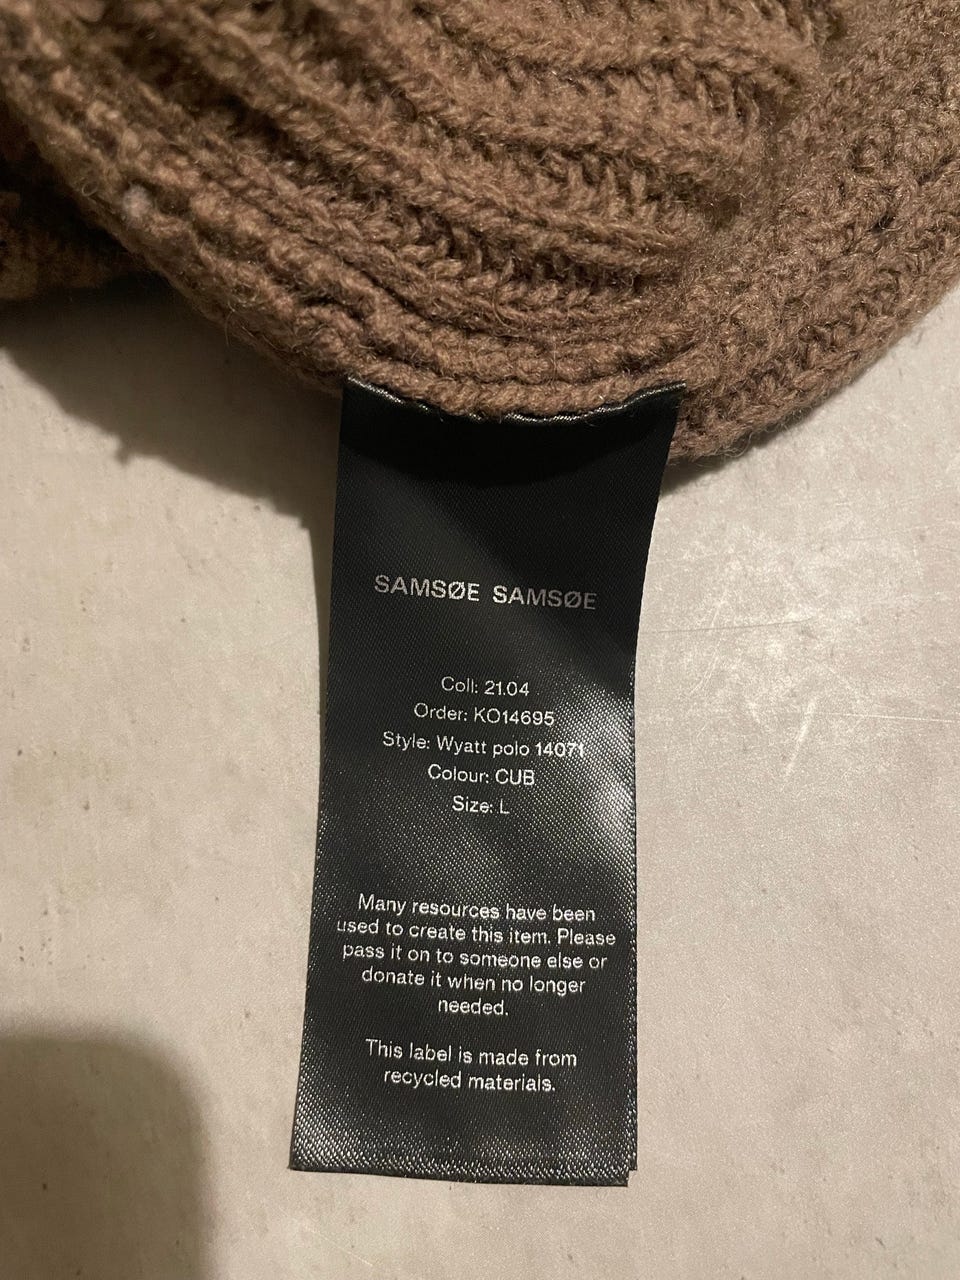 SAMSØE SAMSØE
Coll: 21.04
Order: KO14695
Style: Wyatt polo 14071
Colour: CUB
Size: L
Many resources have been
used to create this item. Please
pass it on to someone else or
donate it when no longer
needed.
This label is made from
recycled materials.